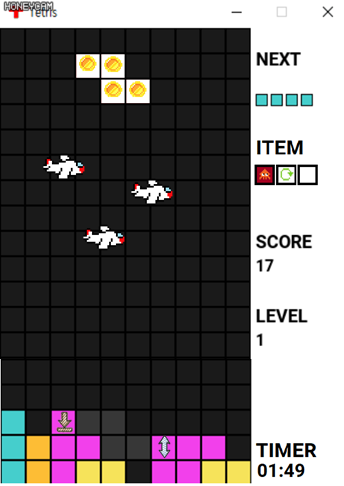 HONEYCAM
Tetris
NEXT
ITEM
SCORE
17
LEVEL
1
TIMER
01:49